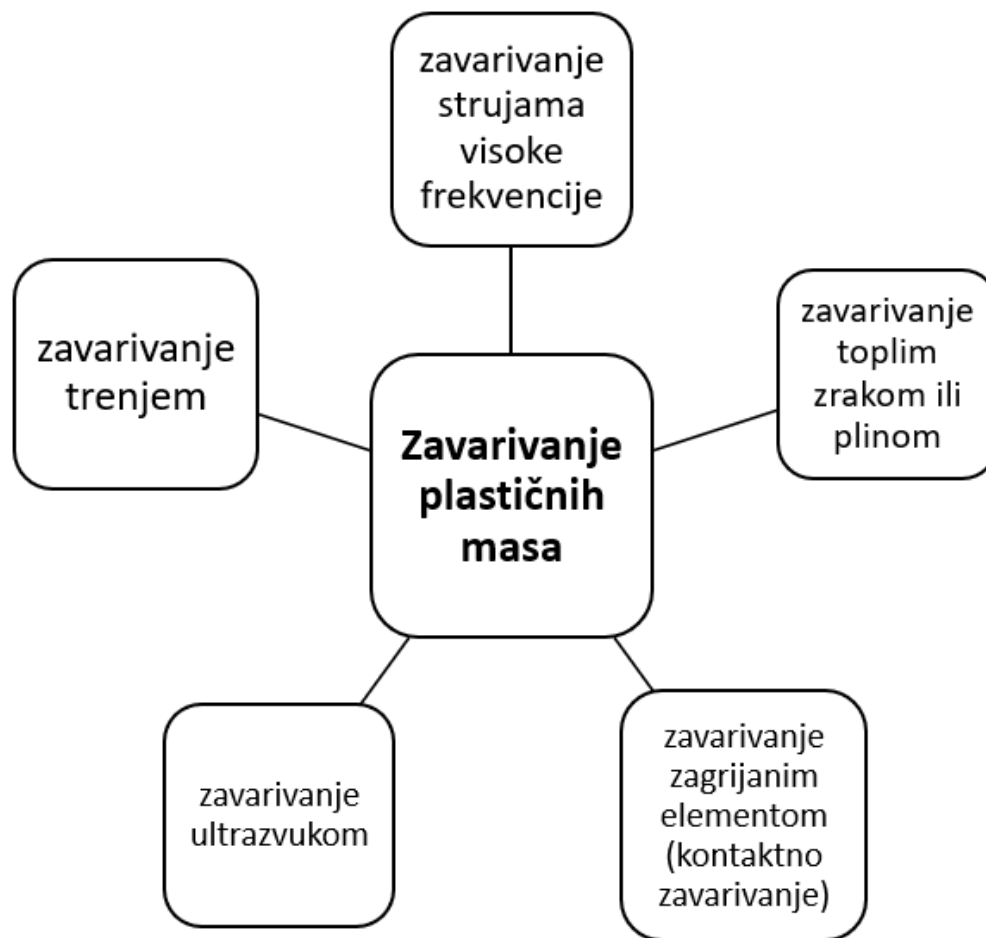 zavarivanje
strujama
visoke
frekvencije
zavarivanje
trenjem
zavarivanje
toplim
zrakom ili
plinom
Zavarivanje
plastičnih
masa
zavarivanje
ultrazvukom
zavarivanje
zagrijanim
elementom
(kontaktno
zavarivanje)